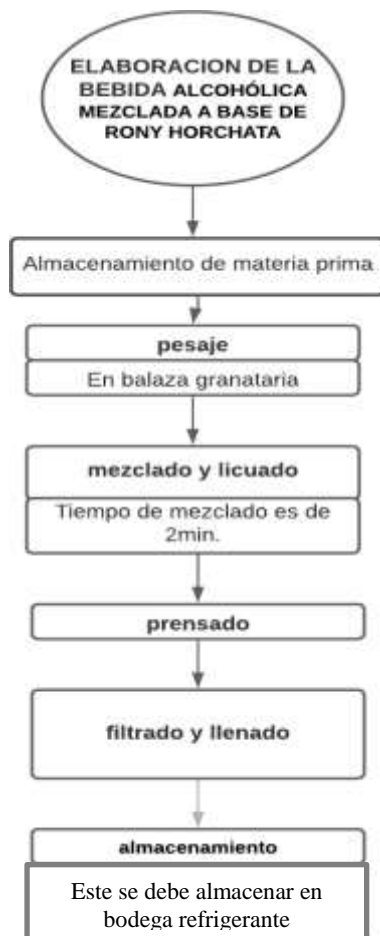 ELABORACION DE LA
BEBIDA ALCOHÓLICA
MEZCLADA A BASE DE
RONY HORCHATA
Almacenamiento de materia prima
pesaje
En balaza granataria
mezclado y licuado
Tiempo de mezclado es de
2min.
prensado
filtrado y llenado
almacenamiento
Este se debe almacenar en
bodega refrigerante